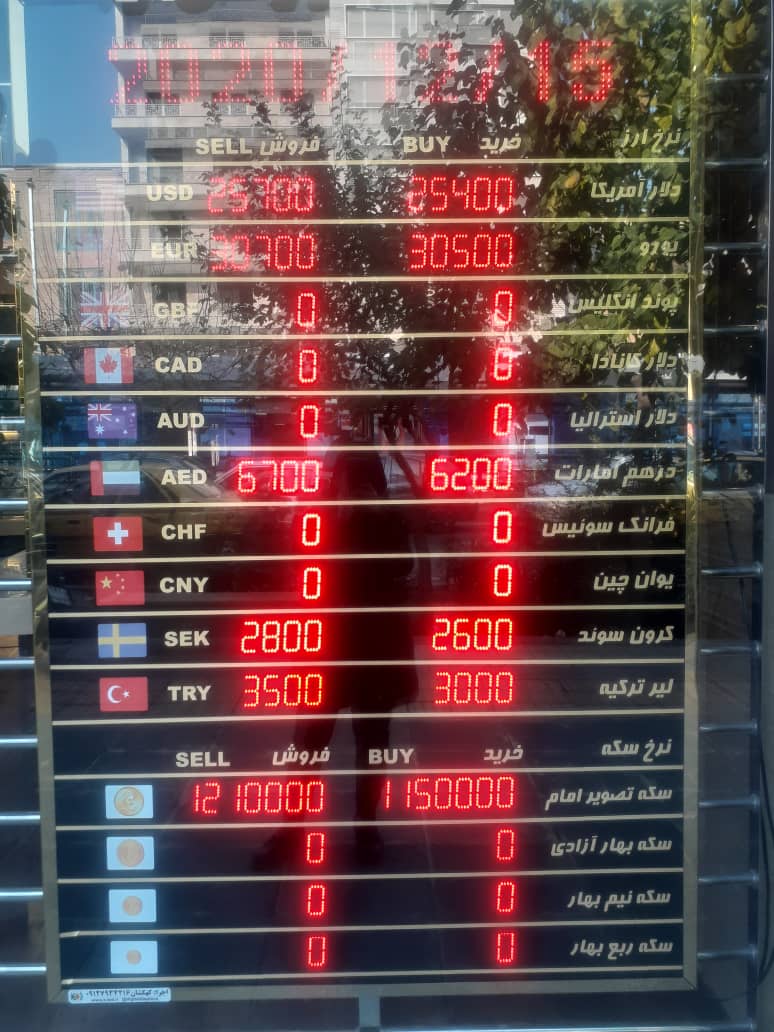 2020/12/15
SELL فروش BUY خرید نرخ ارز
USD 25700 25400 دلار آمریکا
EUR 30700 30500 یورو
GBP 0 0 پوند انگلیس
CAD 0 0 دلار کانادا
AUD 0 0 دلار استرالیا
AED 6700 6200 درهم امارات
CHF 0 0 فرانک سوئیس
CNY 0 0 یوان چین
SEK 2800 2600 کرون سوئد
TRY 3500 3000 لیر ترکیه
SELL فروش BUY خرید نرخ سکه
1210000 1150000 سکه تصویر امام
0 0 سکه بهار آزادی
0 0 سکه نیم بهار
0 0 سکه ربع بهار